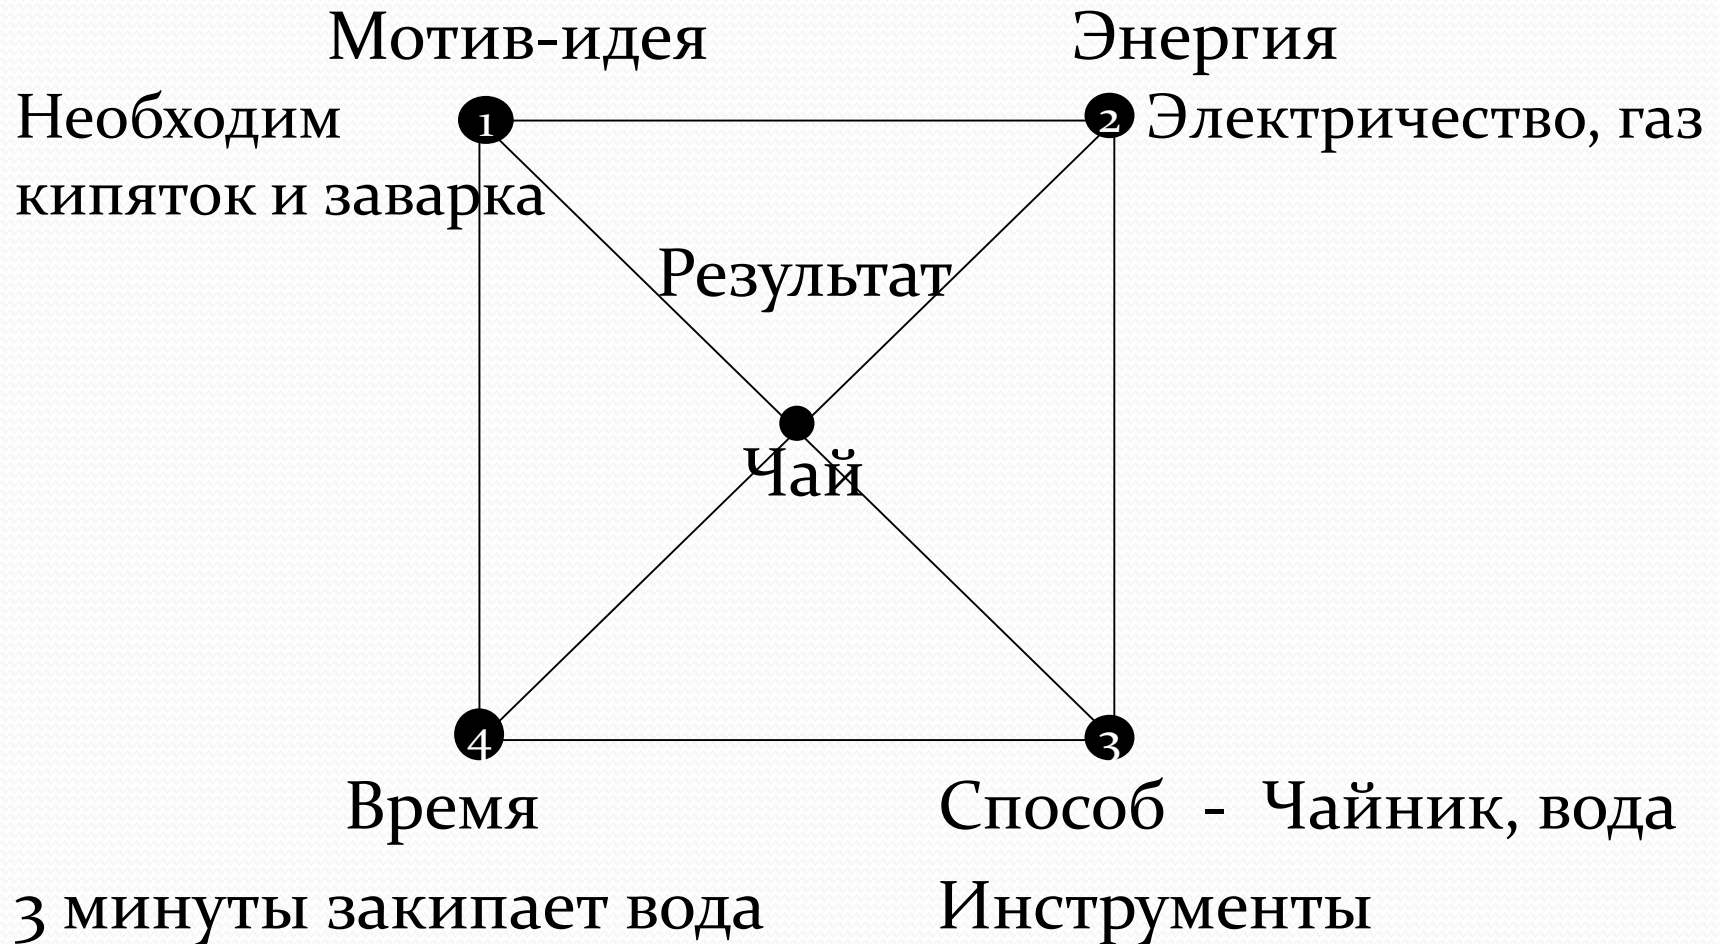 Мотив-идея
Энергия
Необходим
1
2
Электричество, газ
кипяток и заварка
Результат
Чай
4
3
Время
Способ - Чайник, вода
3 минуты закипает вода
Инструменты